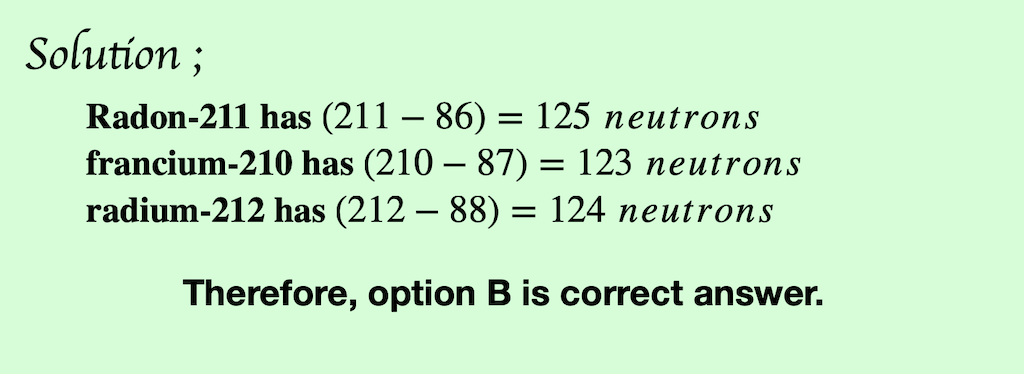 Solution ;
Radon-211 has (211 − 86) = 125 neutrons
francium-210 has (210 − 87) = 123 neutrons
radium-212 has (212 − 88) = 124 neutrons
Therefore, option B is correct answer.